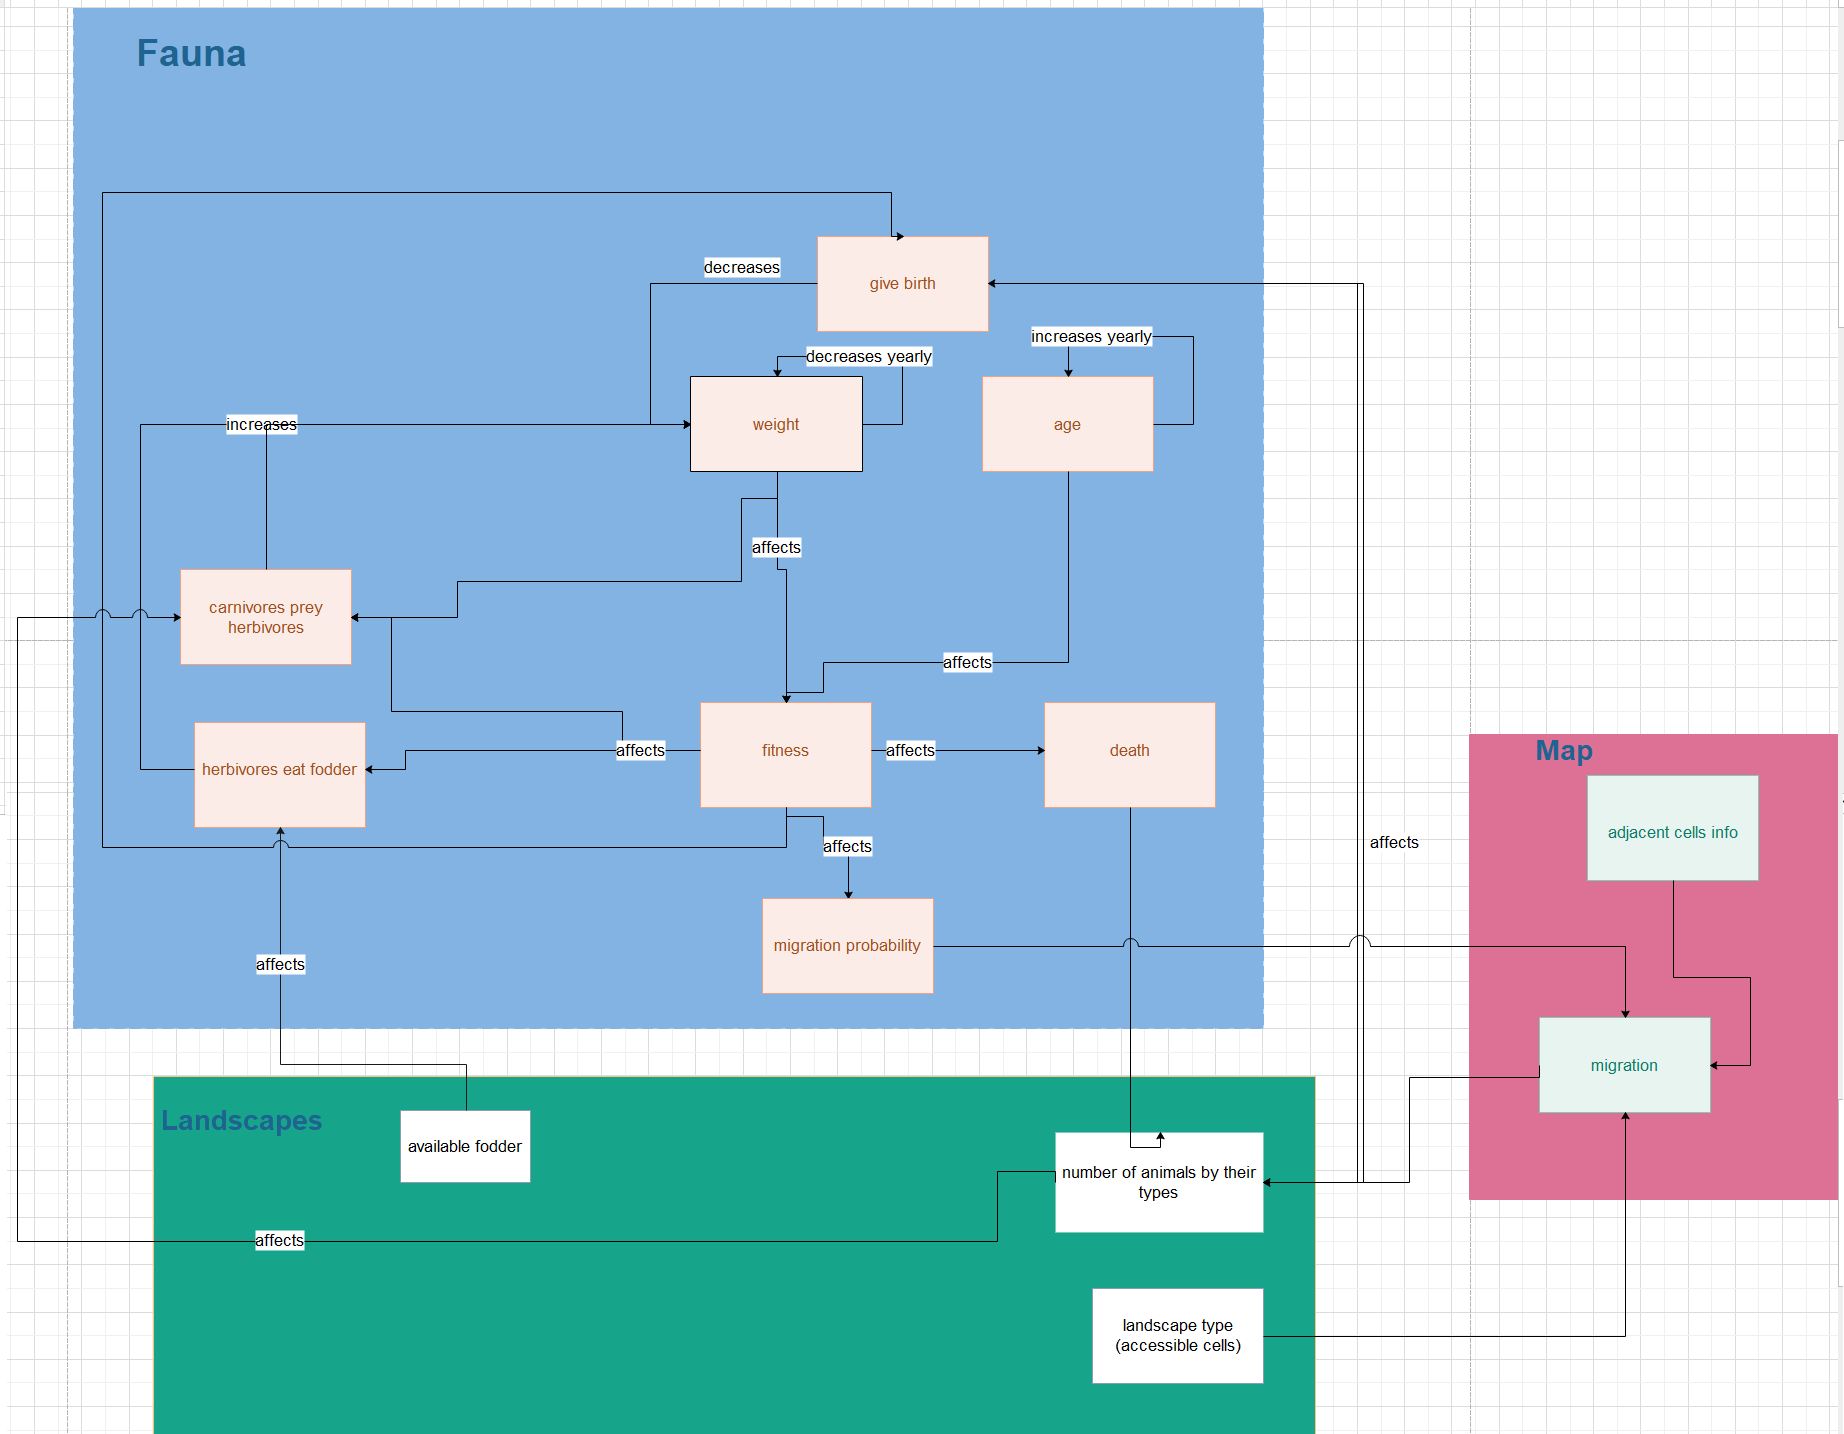 Fauna
decreases
give birth
increases yearly
decreases yearly
increases
weight
age
affects
carnivores prey
herbivores
affects
herbivores eat fodder
affects
fitness
affects
death
Map
adjacent cells info
affects
affects
migration probability
affects
migration
Landscapes
available fodder
number of animals by their
types
affects
landscape type
(accessible cells)